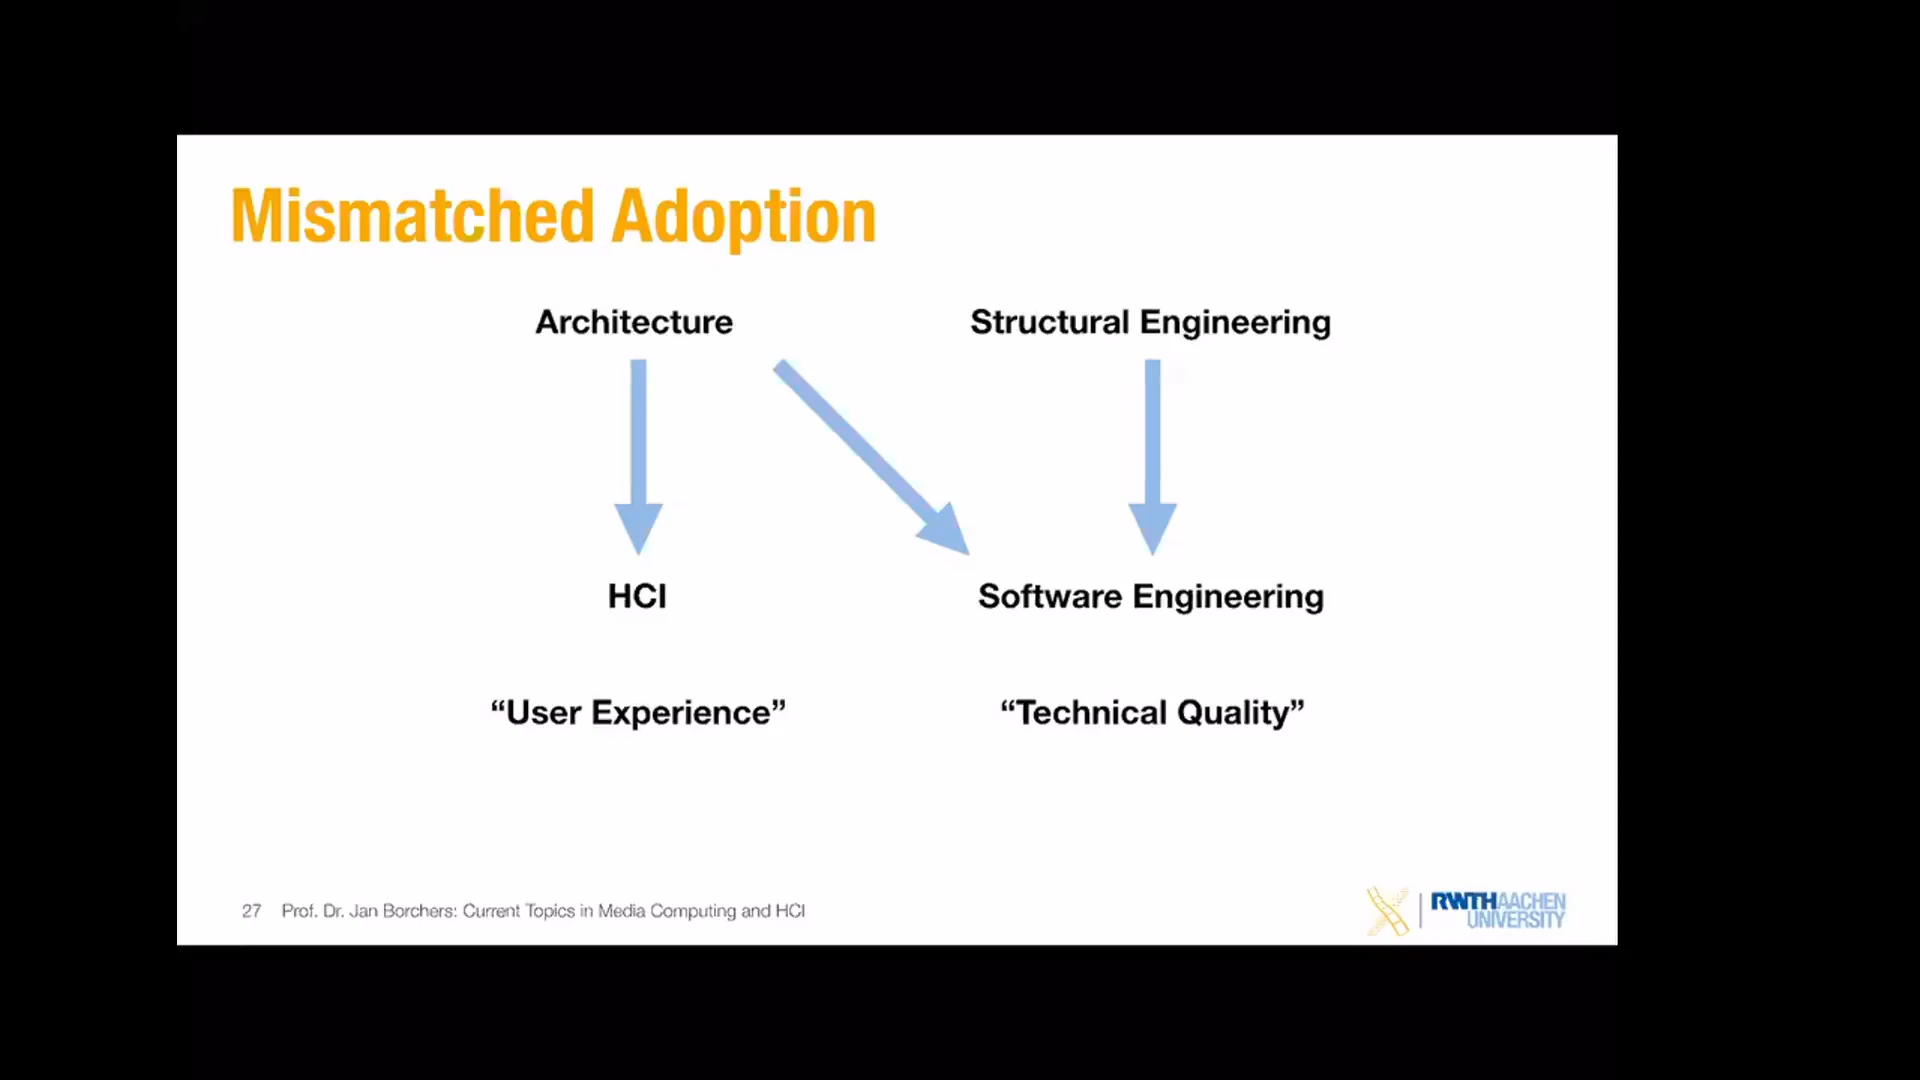 Mismatched Adoption
Architecture
Structural Engineering
HCI
Software Engineering
“User Experience”
“Technical Quality”
27 Prof. Dr. Jan Borchers: Current Topics in Media Computing and HCI
RWTHAACHEN
UNIVERSITY